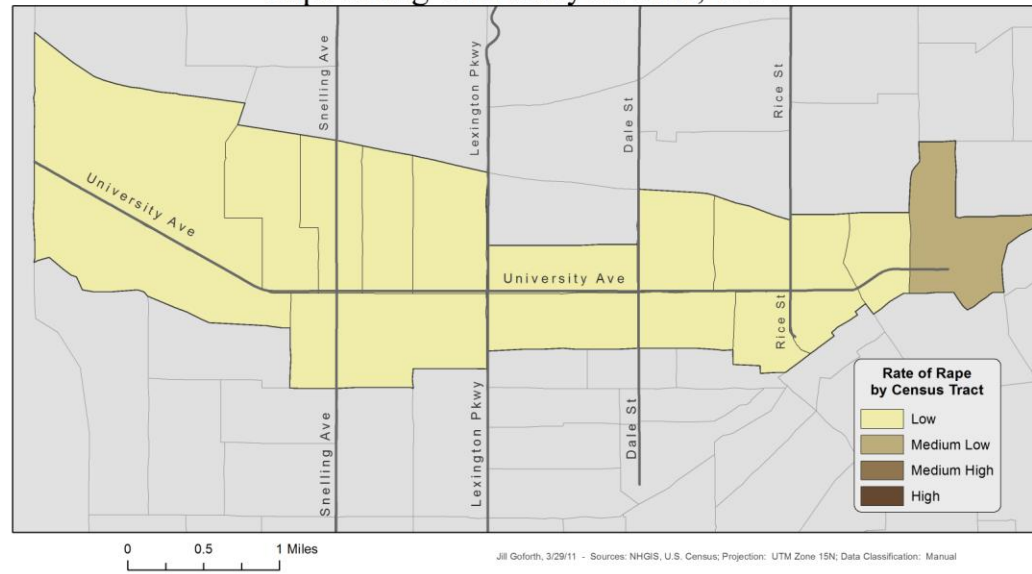 Snelling Ave
Lexington Pkwy
Dale St
Rice St
University Ave
University Ave
Rice St
Snelling Ave
Lexington Pkwy
Dale St
Rate of Rape
by Census Tract
Low
Medium Low
Medium High
High
0 0.5 1 Miles
Jill Goforth, 3/29/11 - Sources: NHGIS, U.S. Census; Projection: UTM Zone 15N; Data Classification: Manual